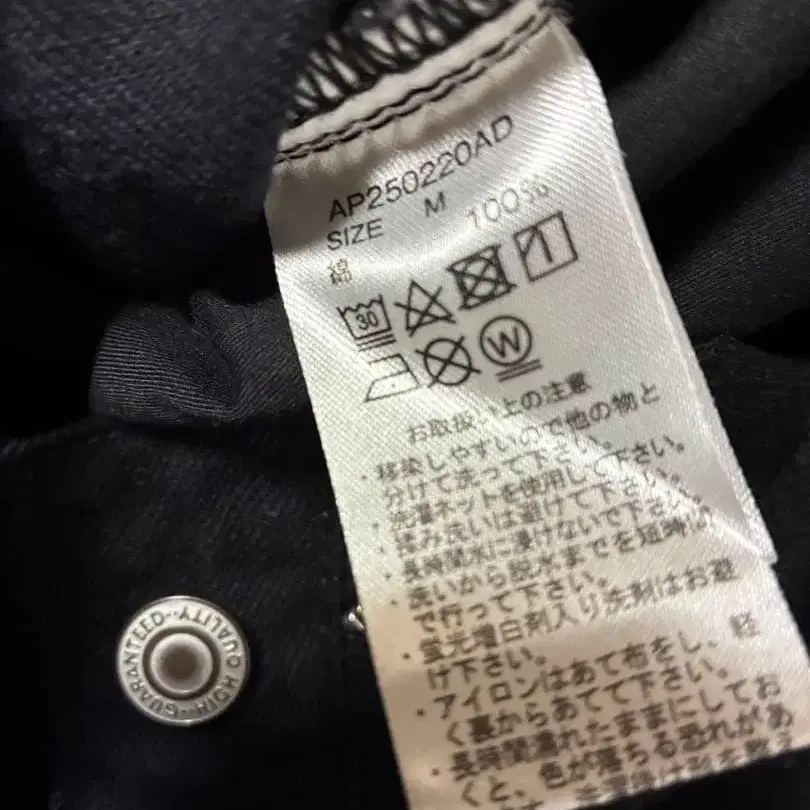 AP250220AD
SIZE M
綿 100%
30
W
お取扱い上の注意
・移染しやすいので他の物と
分けて洗って下さい。
・洗濯ネットを使用して下さい。
・揉み洗いは避けて下さい。
・長時間水に浸けないで下さい。
・洗いから脱水までを短時間
で行って下さい。
・蛍光増白剤入り洗剤はお避
け下さい。
・アイロンはあて布をし、軽
く裏からあてて下さい。
・長時間濡れたままにしてお
くと、色が落ちる恐れがあ
GUARANTEED··HIGH QUALITY··